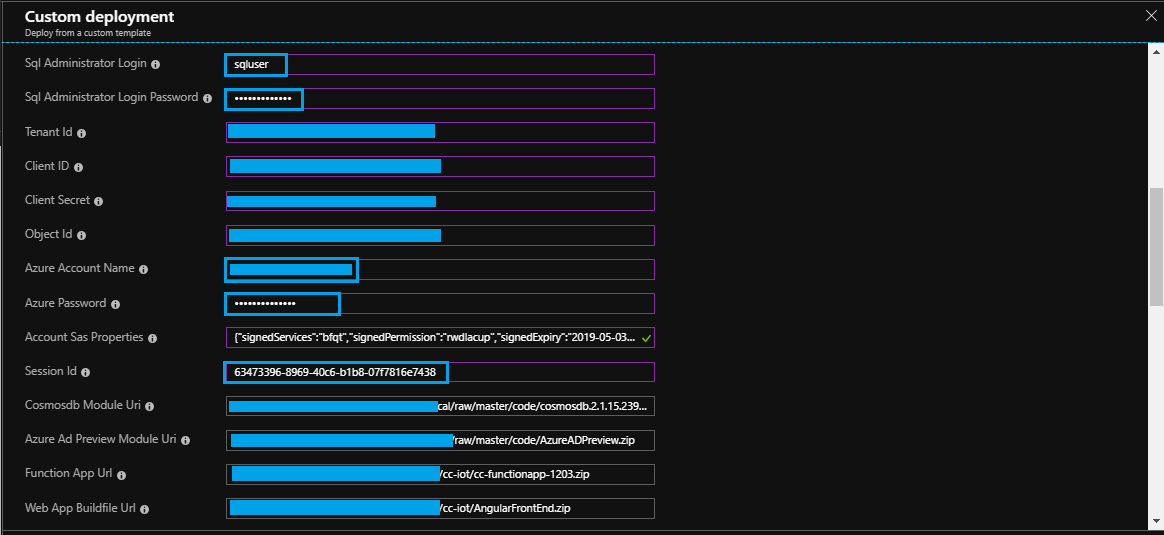 Custom deployment
Deploy from a custom template
Sql Administrator Login
sqluser
Sql Administrator Login Password
•••••••••••••
Tenant Id
Client ID
Client Secret
Object Id
Azure Account Name
Azure Password
••••••••••••••
Account Sas Properties
{"signedServices":"bfqt","signedPermission":"rwdlacup","signedExpiry":"2019-05-03...
Session Id
63473396-8969-40c6-b1b8-07f7816e7438
Cosmosdb Module Uri
cal/raw/master/code/cosmosdb.2.1.15.239...
Azure Ad Preview Module Uri
/raw/master/code/AzureADPreview.zip
Function App Url
/cc-iot/cc-functionapp-1203.zip
Web App Buildfile Url
/cc-iot/AngularFrontEnd.zip